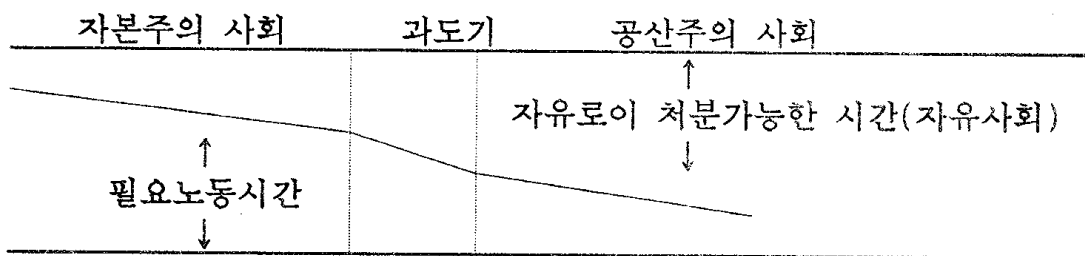 자본주의 사회 과도기 공산주의 사회
자유로이 처분가능한 시간(자유사회)
필요노동시간